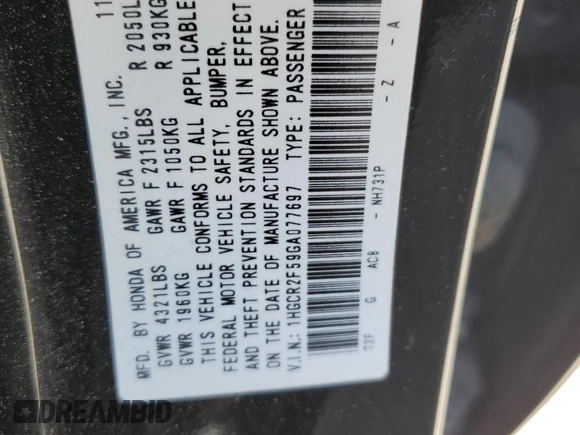 11
MFD. BY HONDA OF AMERICA MFG., INC.
GVWR 4321LBS GAWR F 2315LBS R 2050L
GVWR 1960KG GAWR F 1050KG R 930KG
THIS VEHICLE CONFORMS TO ALL APPLICABLE
FEDERAL MOTOR VEHICLE SAFETY, BUMPER,
AND THEFT PREVENTION STANDARDS IN EFFECT
ON THE DATE OF MANUFACTURE SHOWN ABOVE.
V.I.N.: 1HGCR2F59GA077697 TYPE: PASSENGER
T2F G ACB - NH731P - Z - A
DREAMBID